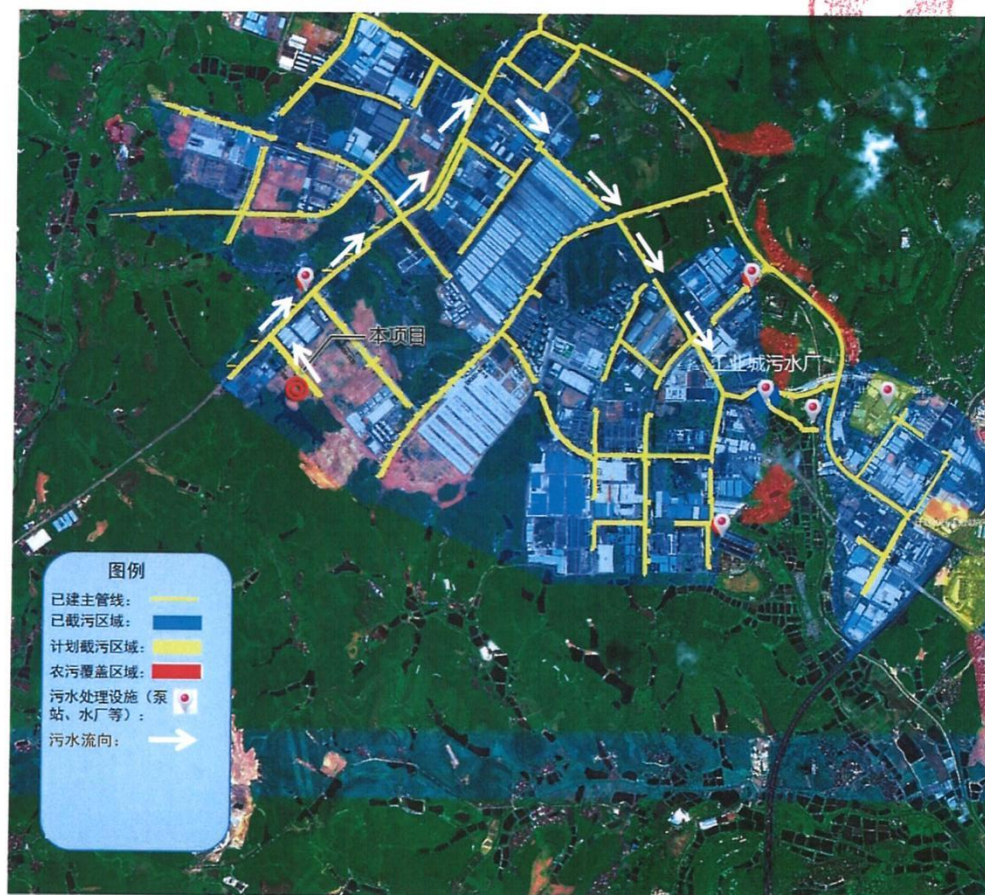 本项目
工业城污水厂
图例
已建主管线：
已截污区域：
计划截污区域：
农污覆盖区域：
污水处理设施（泵
站、水厂等）：
污水流向：